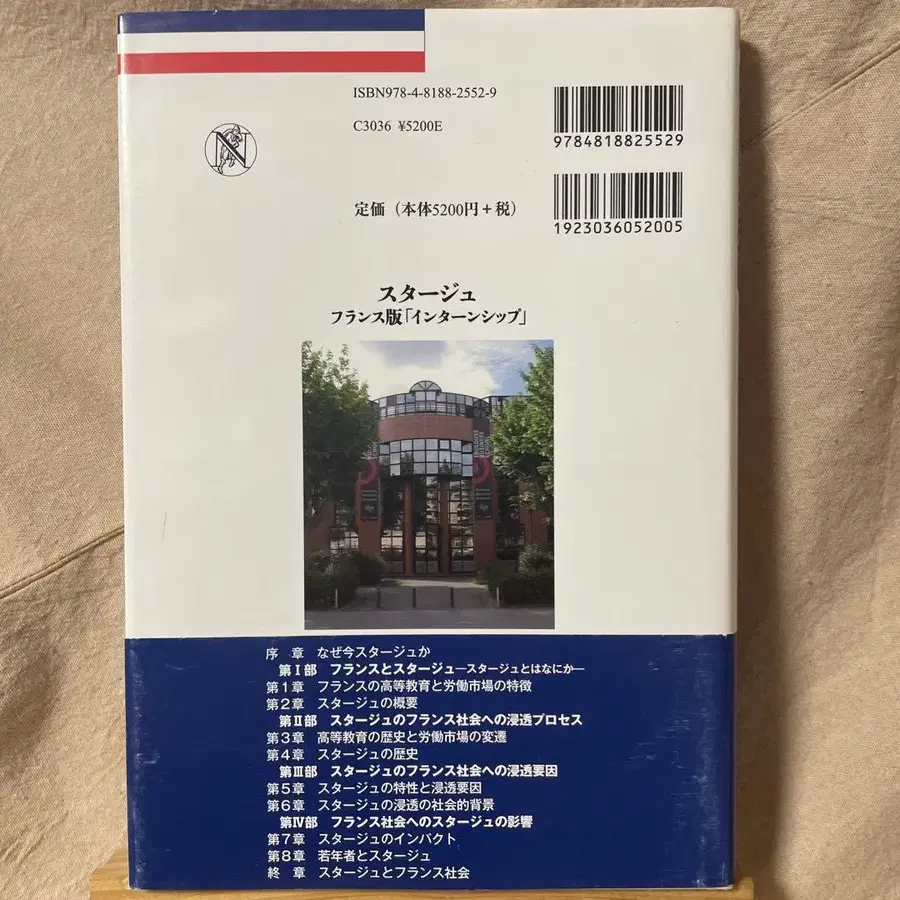 ISBN978-4-8188-2552-9
C3036 ¥5200E
9784818825529
N
定価（本体5200円＋税）
1923036052005
スタージュ
フランス版「インターンシップ」
序　章　なぜ今スタージュか
第Ⅰ部　フランスとスタージュ―スタージュとはなにか―
第1章　フランスの高等教育と労働市場の特徴
第2章　スタージュの概要
第Ⅱ部　スタージュのフランス社会への浸透プロセス
第3章　高等教育の歴史と労働市場の変遷
第4章　スタージュの歴史
第Ⅲ部　スタージュのフランス社会への浸透要因
第5章　スタージュの特性と浸透要因
第6章　スタージュの浸透の社会的背景
第Ⅳ部　フランス社会へのスタージュの影響
第7章　スタージュのインパクト
第8章　若年者とスタージュ
終　章　スタージュとフランス社会